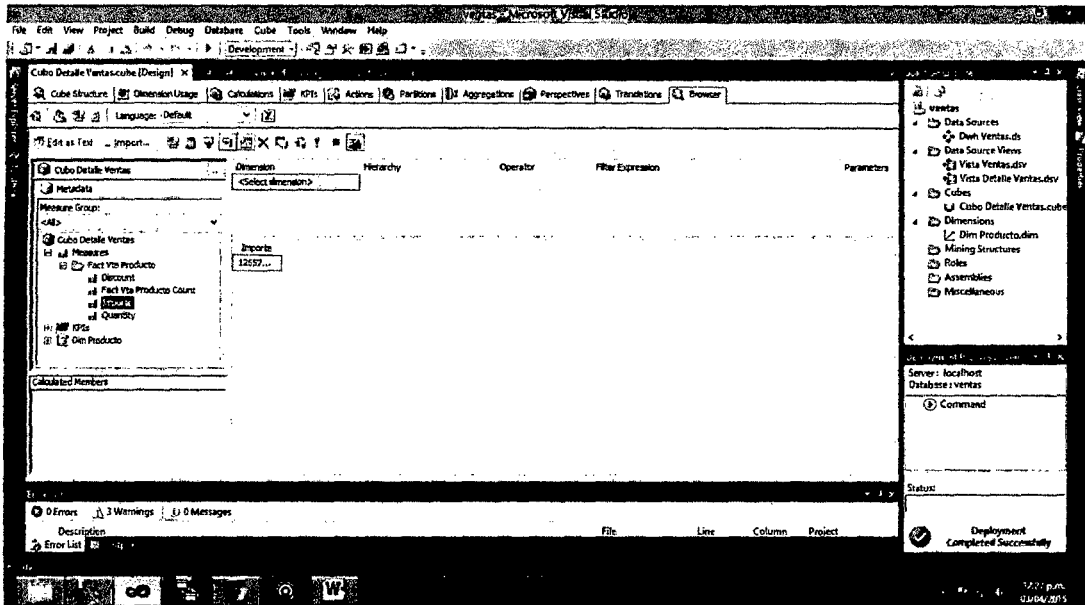 ventas - Microsoft Visual Studio
File Edit View Project Build Debug Database Cube Tools Window Help
Development
Cubo Detalle Ventas.cube [Design] ×
Cube Structure Dimension Usage Calculations KPIs Actions Partitions Aggregations Perspectives Translations Browser
Language: Default
Edit as Text Import...
Cubo Detalle Ventas
Metadata
Measure Group:
<All>
Cubo Detalle Ventas
Measures
Fact Vta Producto
Discount
Fact Vta Producto Count
Importe
Quantity
KPIs
Dim Producto
Calculated Members
Dimension Hierarchy Operator Filter Expression Parameters
<Select dimension>
Importe
12557...
ventas
Data Sources
Dwh Ventas.ds
Data Source Views
Vista Ventas.dsv
Vista Detalle Ventas.dsv
Cubes
Cubo Detalle Ventas.cube
Dimensions
Dim Producto.dim
Mining Structures
Roles
Assemblies
Miscellaneous
Server: localhost
Database: ventas
Command
Status:
Deployment
Completed Successfully
0 Errors 3 Warnings 0 Messages
Description File Line Column Project
Error List
12:27 p.m.
03/04/2015